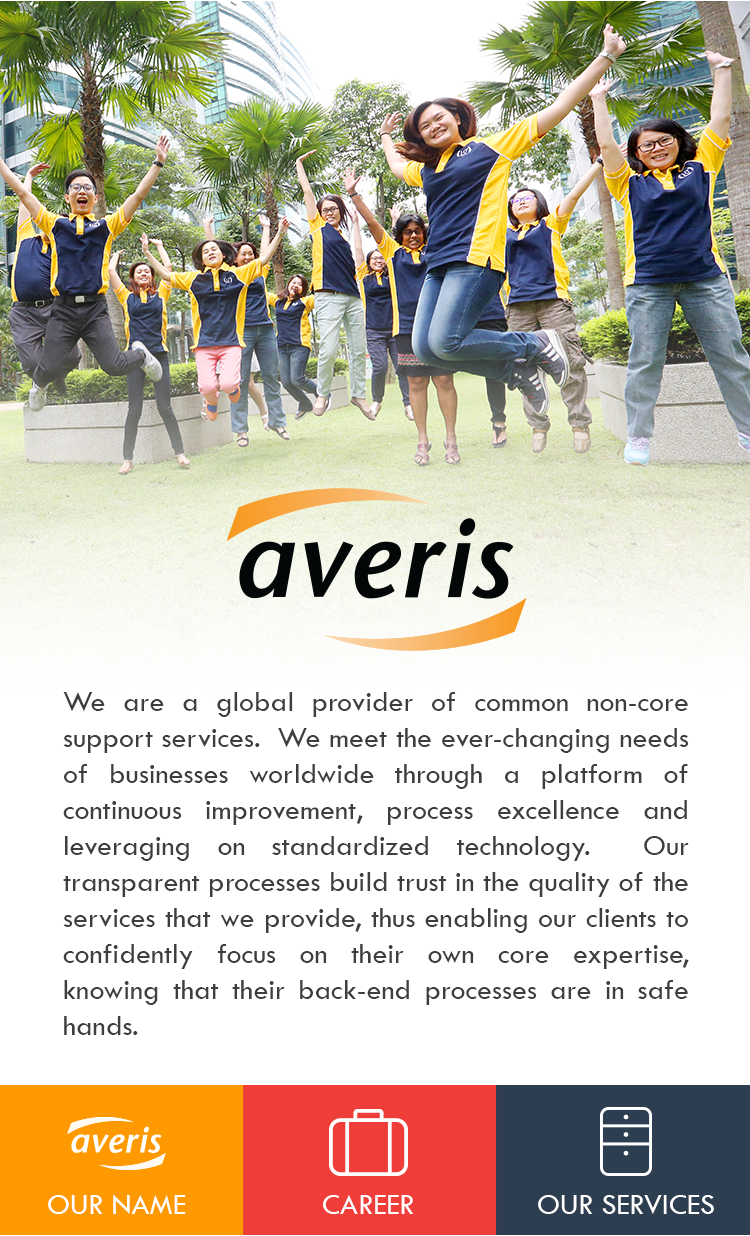 averis
We are a global provider of common non-core
support services. We meet the ever-changing needs
of businesses worldwide through a platform of
continuous improvement, process excellence and
leveraging on standardized technology. Our
transparent processes build trust in the quality of the
services that we provide, thus enabling our clients to
confidently focus on their own core expertise,
knowing that their back-end processes are in safe
hands.
averis
OUR NAME
CAREER
OUR SERVICES